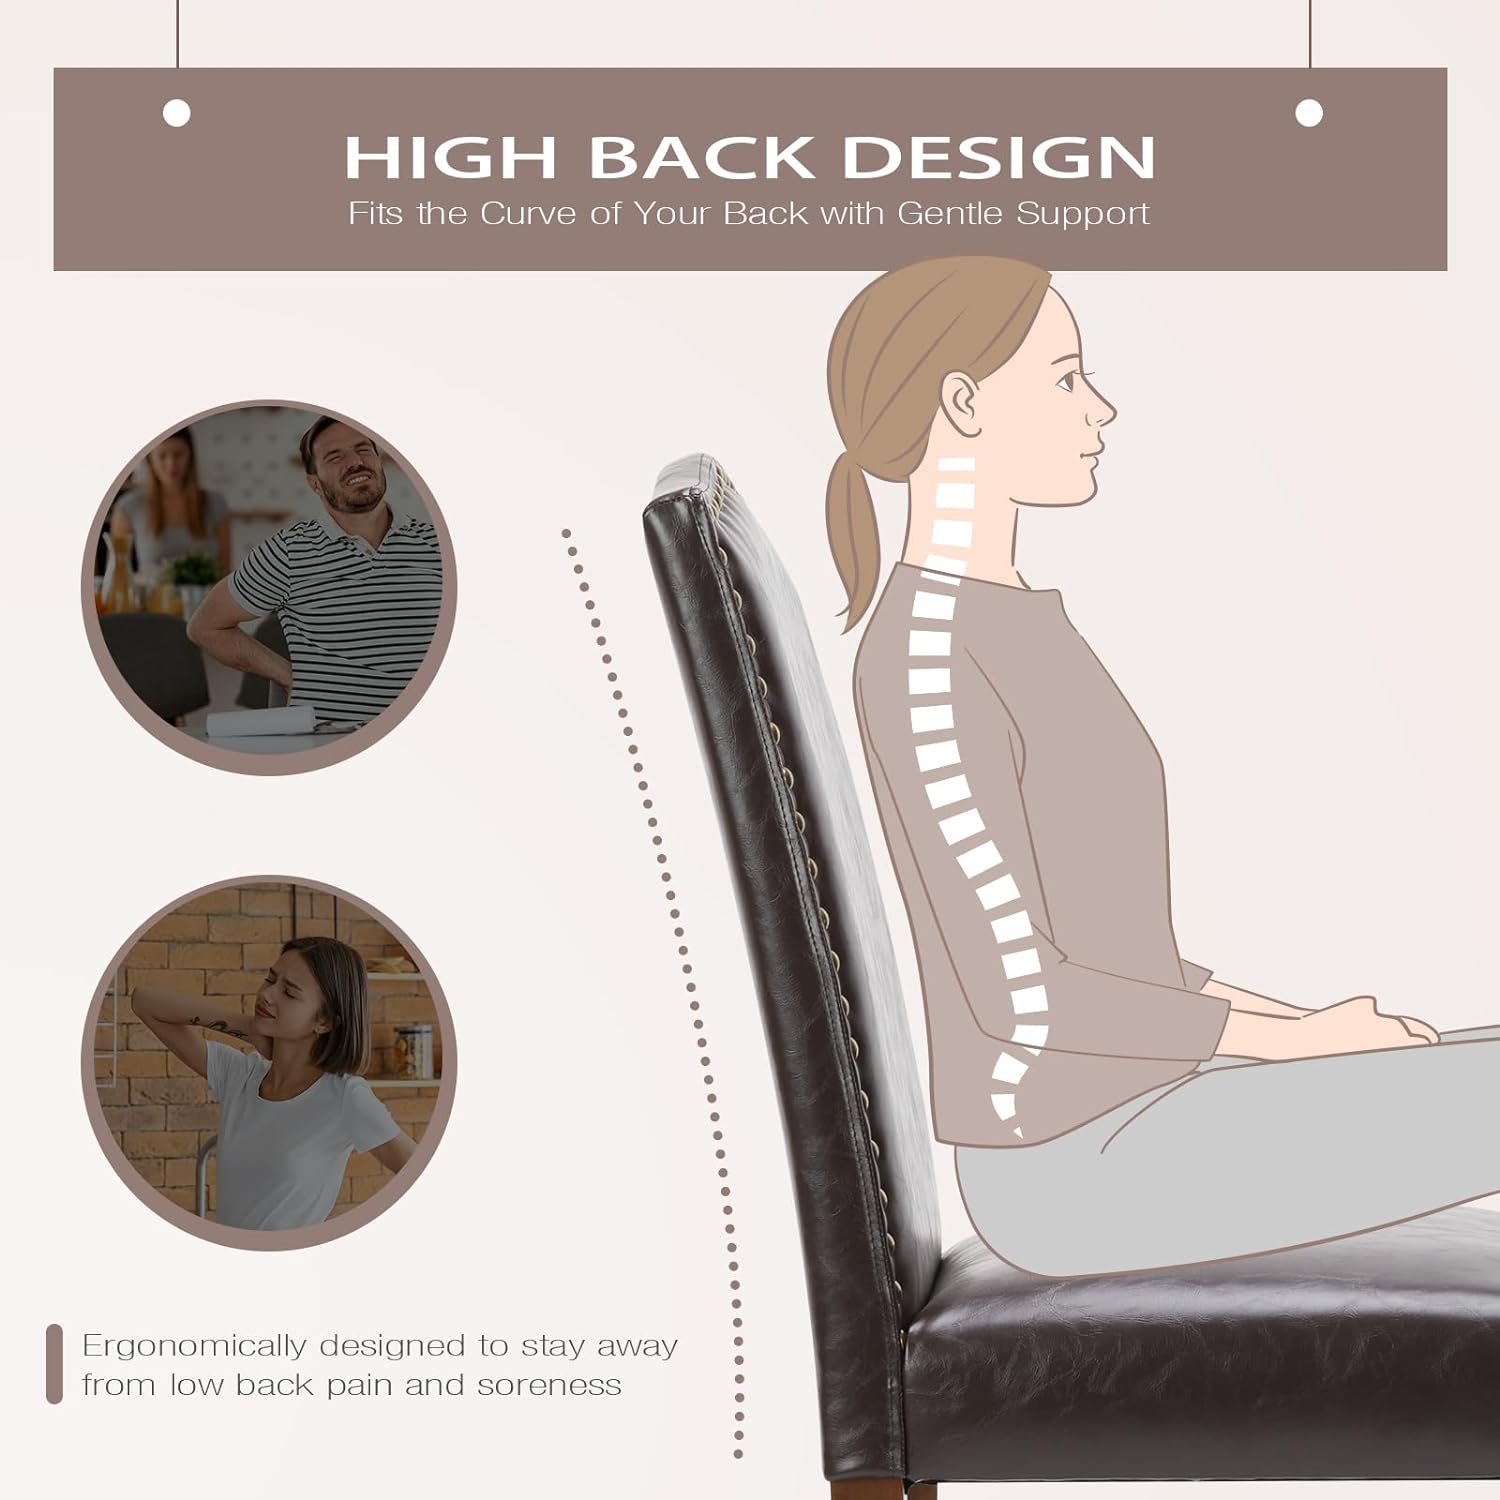 HIGH BACK DESIGN
Fits the Curve of Your Back with Gentle Support
Ergonomically designed to stay away
from low back pain and soreness